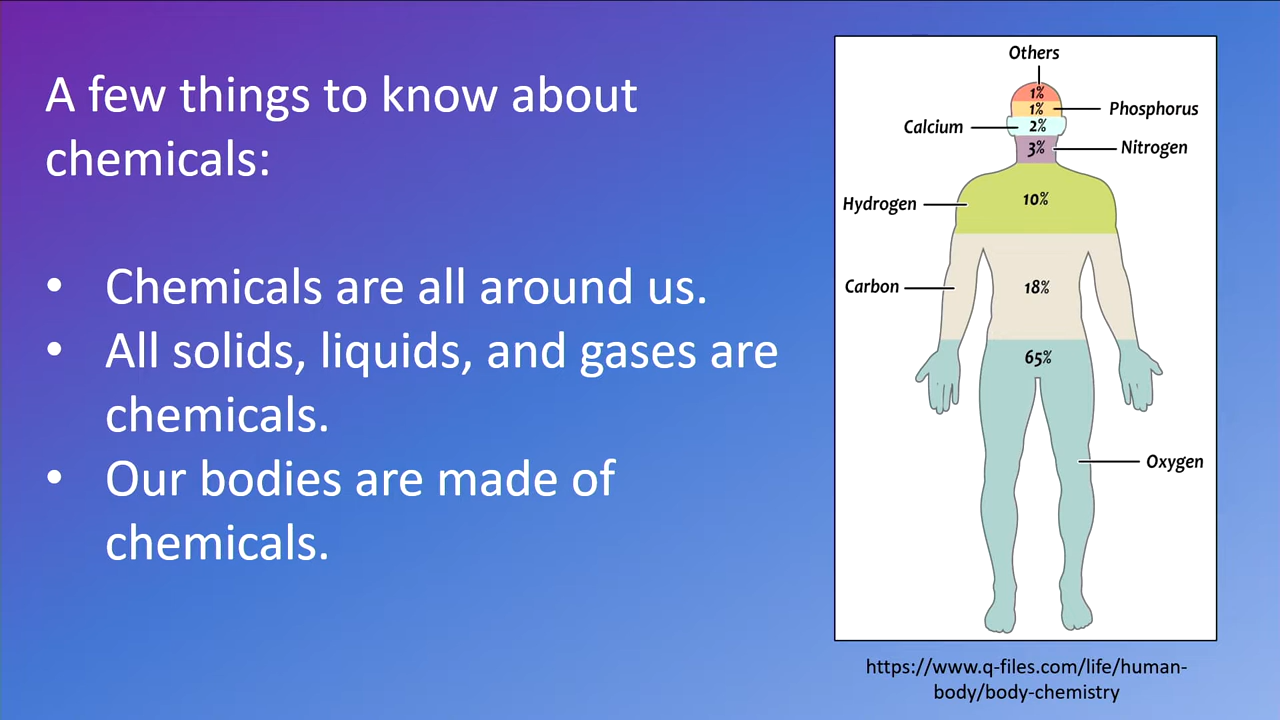 A few things to know about
chemicals:
• Chemicals are all around us.
• All solids, liquids, and gases are
chemicals.
• Our bodies are made of
chemicals.
Others
1%
1%
Phosphorus
Calcium
2%
3%
Nitrogen
Hydrogen
10%
Carbon
18%
65%
Oxygen
https://www.q-files.com/life/human-
body/body-chemistry